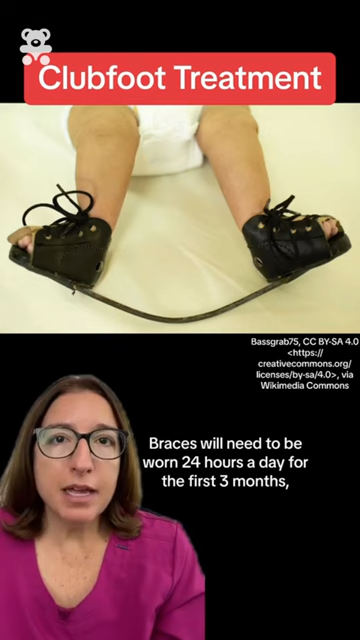 Clubfoot Treatment
Bassgrab75, CC BY-SA 4.0
<https://
creativecommons.org/
licenses/by-sa/4.0>, via
Wikimedia Commons
Braces will need to be
worn 24 hours a day for
the first 3 months,